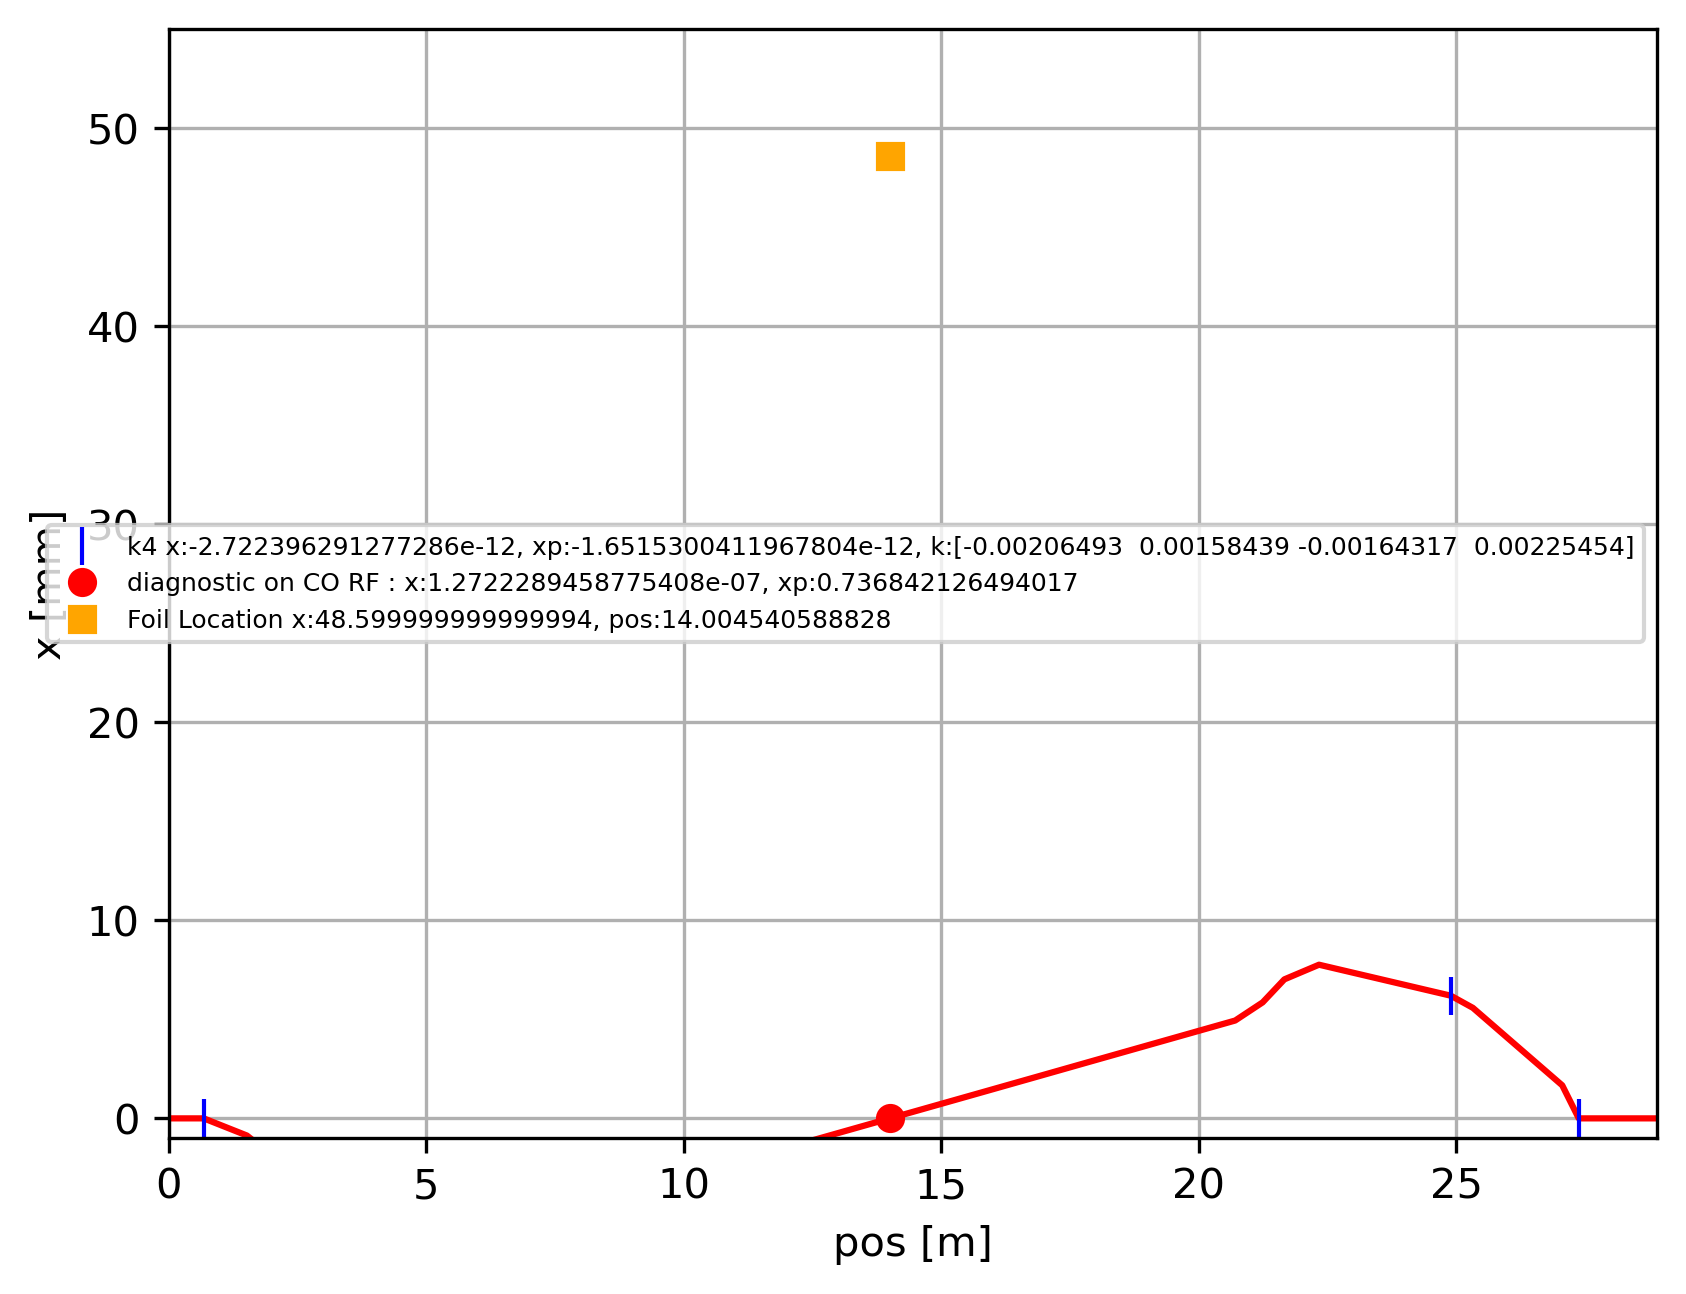 50
40
30
x [mm]
k4 x:-2.722396291277286e-12, xp:-1.6515300411967804e-12, k:[-0.00206493 0.00158439 -0.00164317 0.00225454]
diagnostic on CO RF : x:1.2722289458775408e-07, xp:0.736842126494017
Foil Location x:48.599999999999994, pos:14.004540588828
20
10
0
0 5 10 15 20 25
pos [m]